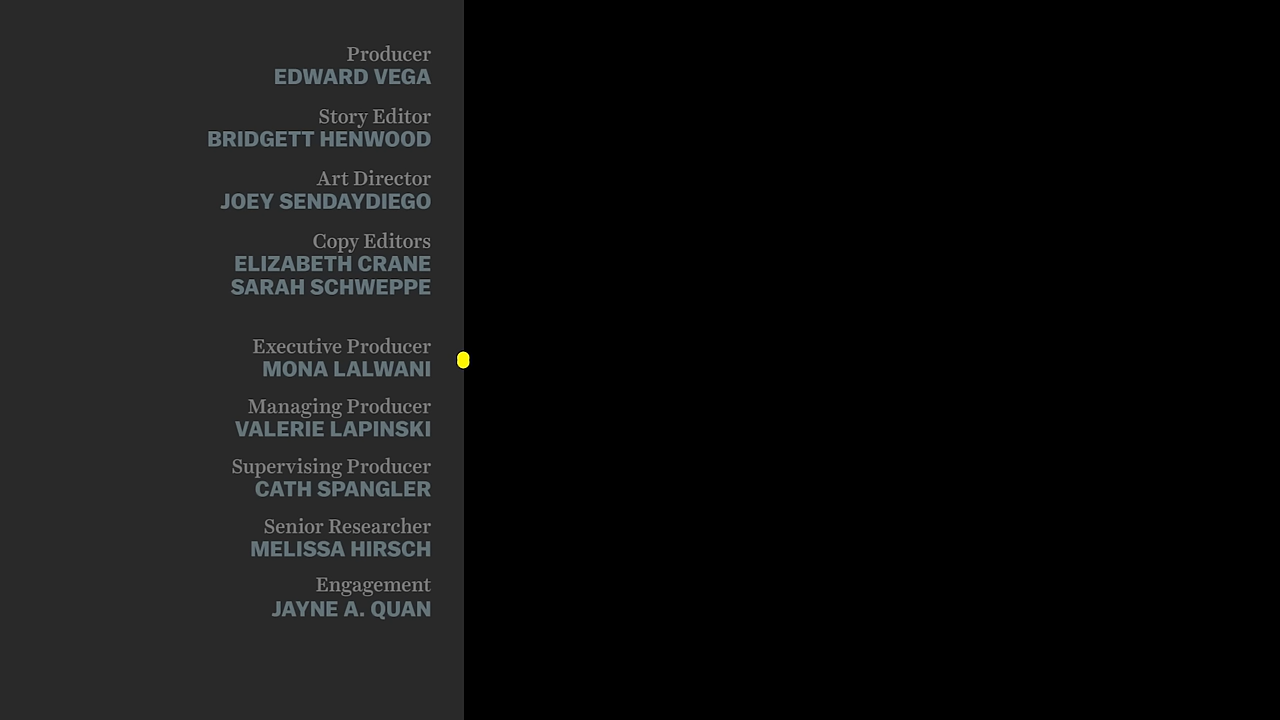 Producer
EDWARD VEGA
Story Editor
BRIDGETT HENWOOD
Art Director
JOEY SENDAYDIEGO
Copy Editors
ELIZABETH CRANE
SARAH SCHWEPPE
Executive Producer
MONA LALWANI
Managing Producer
VALERIE LAPINSKI
Supervising Producer
CATH SPANGLER
Senior Researcher
MELISSA HIRSCH
Engagement
JAYNE A. QUAN